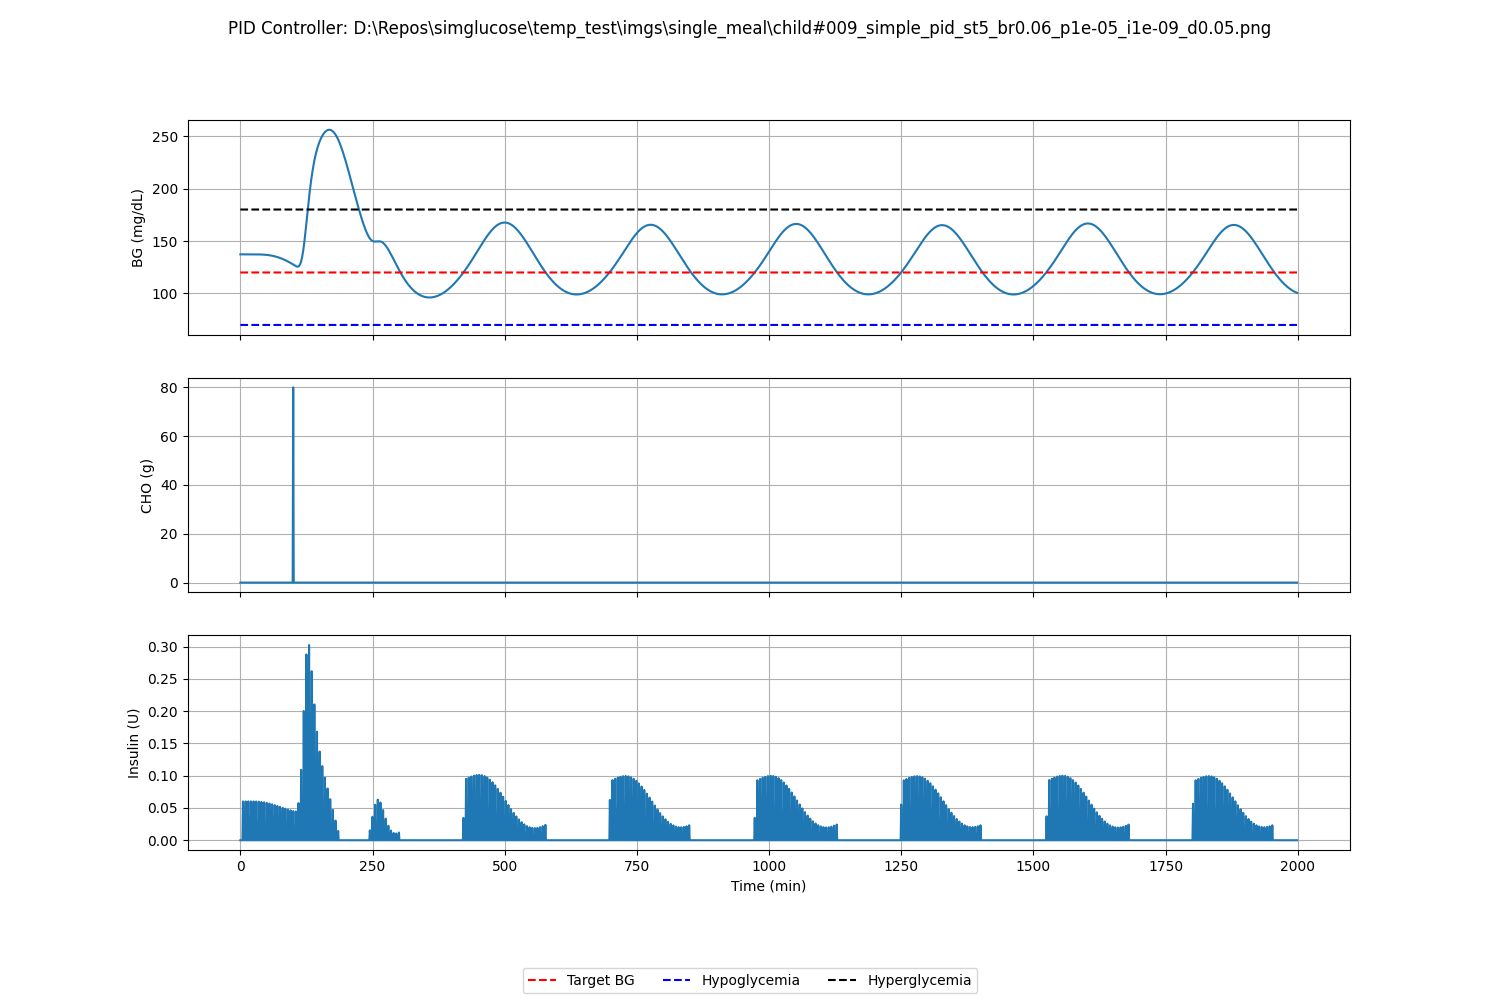 PID Controller: D:\Repos\simglucose\temp_test\imgs\single_meal\child#009_simple_pid_st5_br0.06_p1e-05_i1e-09_d0.05.png
250
200
150
100
BG (mg/dL)
80
60
40
20
0
CHO (g)
0.30
0.25
0.20
0.15
0.10
0.05
0.00
Insulin (U)
0 250 500 750 1000 1250 1500 1750 2000
Time (min)
Target BG Hypoglycemia Hyperglycemia